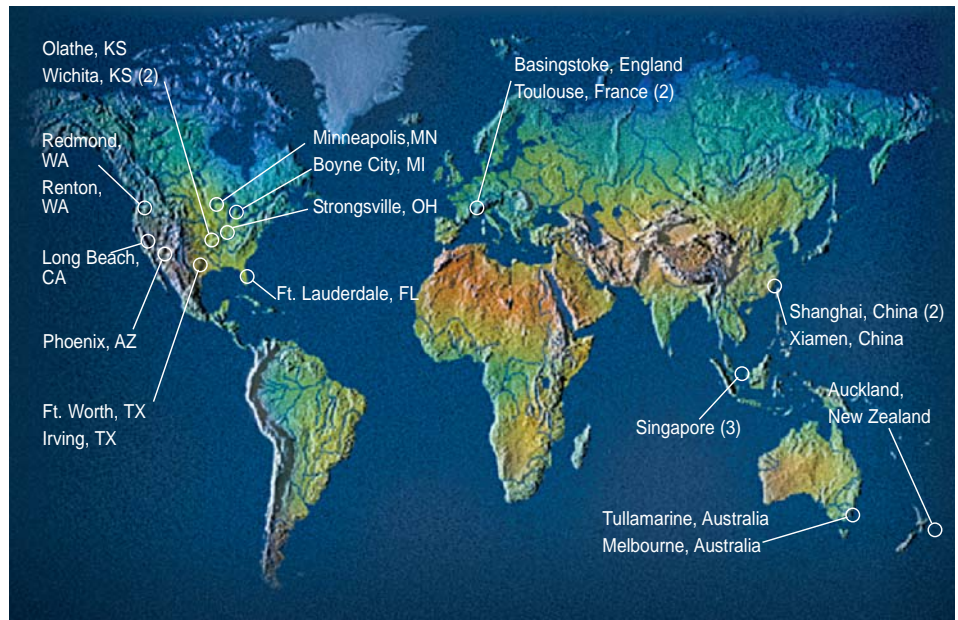 Olathe, KS
Wichita, KS (2)
Basingstoke, England
Toulouse, France (2)
Redmond,
WA
Renton,
WA
Minneapolis,MN
Boyne City, MI
Strongsville, OH
Long Beach,
CA
Ft. Lauderdale, FL
Phoenix, AZ
Ft. Worth, TX
Irving, TX
Shanghai, China (2)
Xiamen, China
Auckland,
New Zealand
Singapore (3)
Tullamarine, Australia
Melbourne, Australia